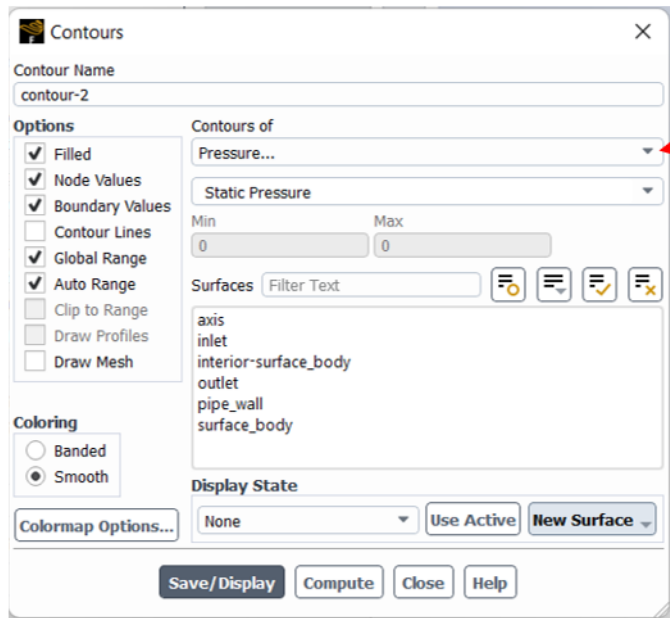 Contours
Contour Name
contour-2
Options
Filled
Node Values
Boundary Values
Contour Lines
Global Range
Auto Range
Clip to Range
Draw Profiles
Draw Mesh
Coloring
Banded
Smooth
Colormap Options...
Contours of
Pressure...
Static Pressure
Min Max
0 0
Surfaces Filter Text
axis
inlet
interior-surface_body
outlet
pipe_wall
surface_body
Display State
None Use Active New Surface
Save/Display Compute Close Help